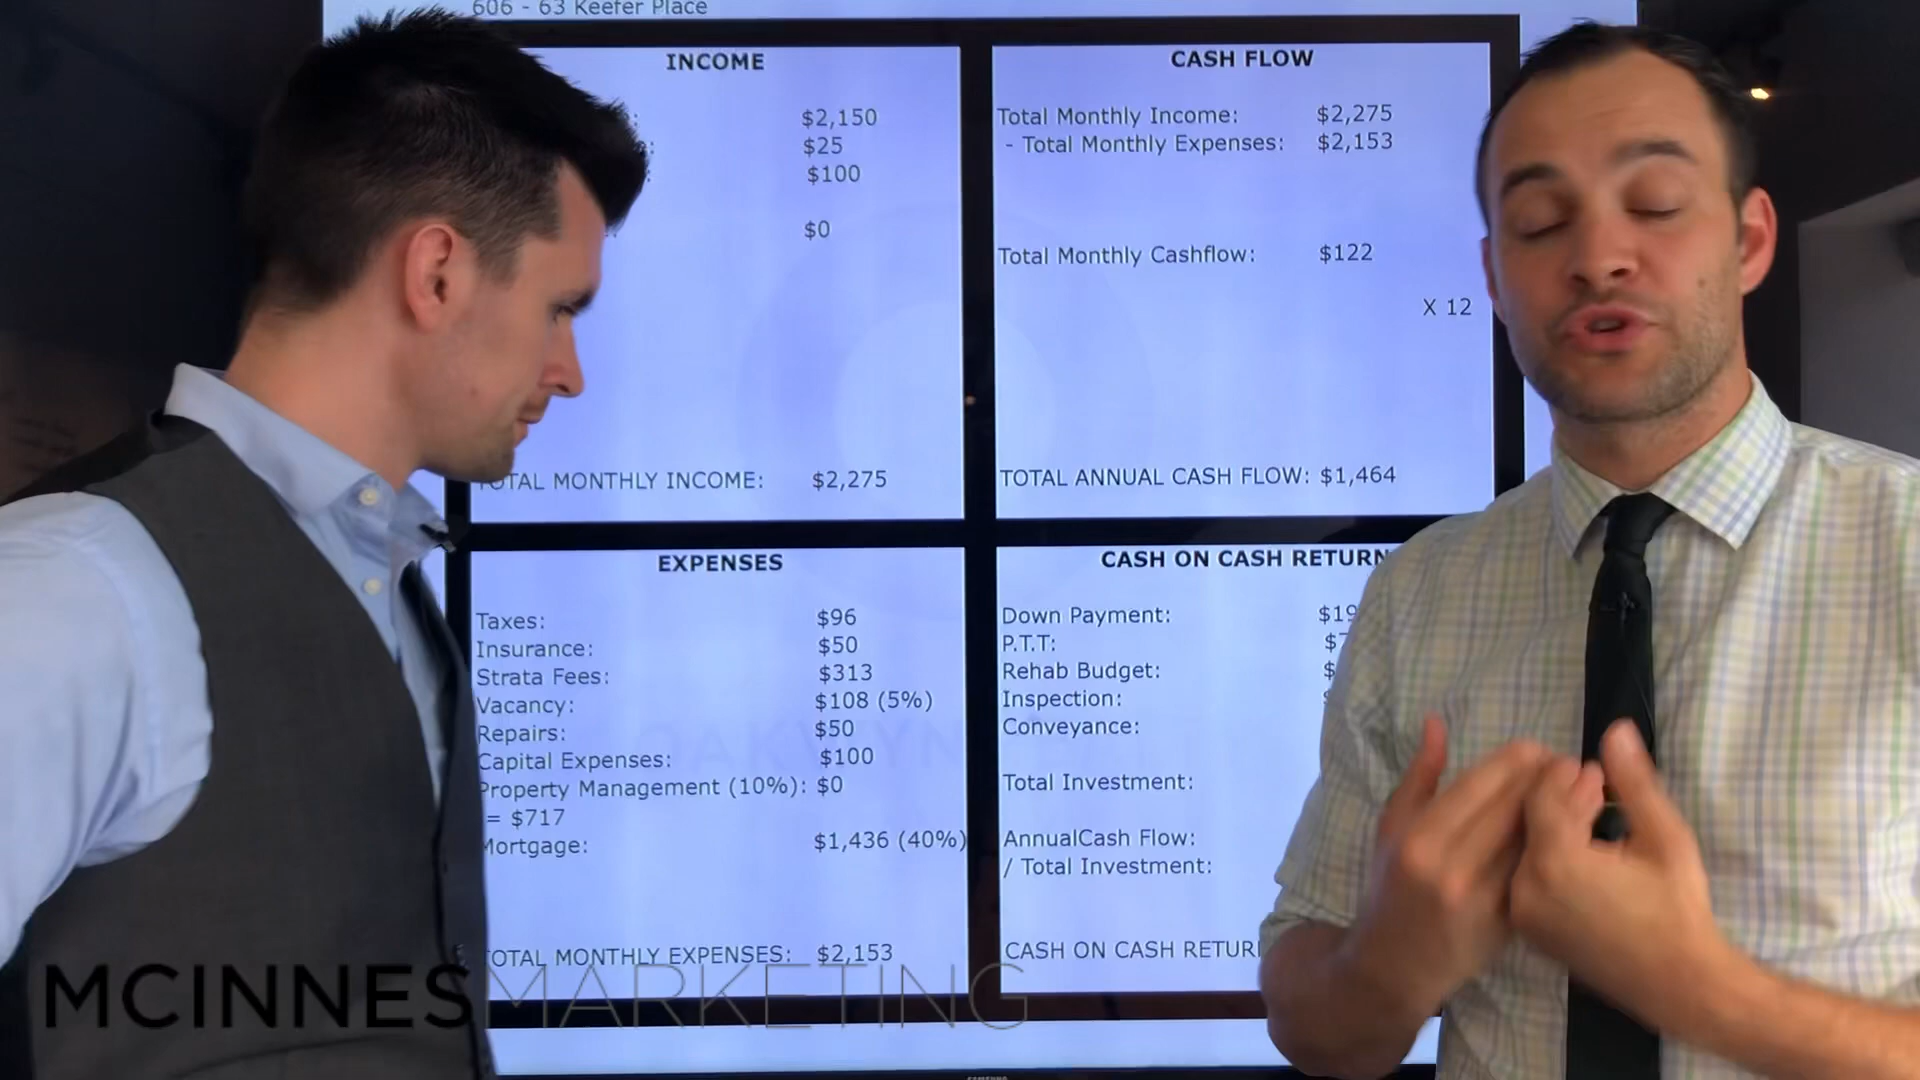 606 - 63 Keefer Place
INCOME
$2,150
$25
$100
$0
TOTAL MONTHLY INCOME: $2,275
CASH FLOW
Total Monthly Income: $2,275
- Total Monthly Expenses: $2,153
Total Monthly Cashflow: $122
X 12
TOTAL ANNUAL CASH FLOW: $1,464
EXPENSES
Taxes: $96
Insurance: $50
Strata Fees: $313
Vacancy: $108 (5%)
Repairs: $50
Capital Expenses: $100
Property Management (10%): $0
= $717
Mortgage: $1,436 (40%)
TOTAL MONTHLY EXPENSES: $2,153
CASH ON CASH RETURN
Down Payment: $19
P.T.T: $7
Rehab Budget: $
Inspection:
Conveyance:
Total Investment:
AnnualCash Flow:
/ Total Investment:
CASH ON CASH RETUR
MCINNES MARKETING
SAMSUNG